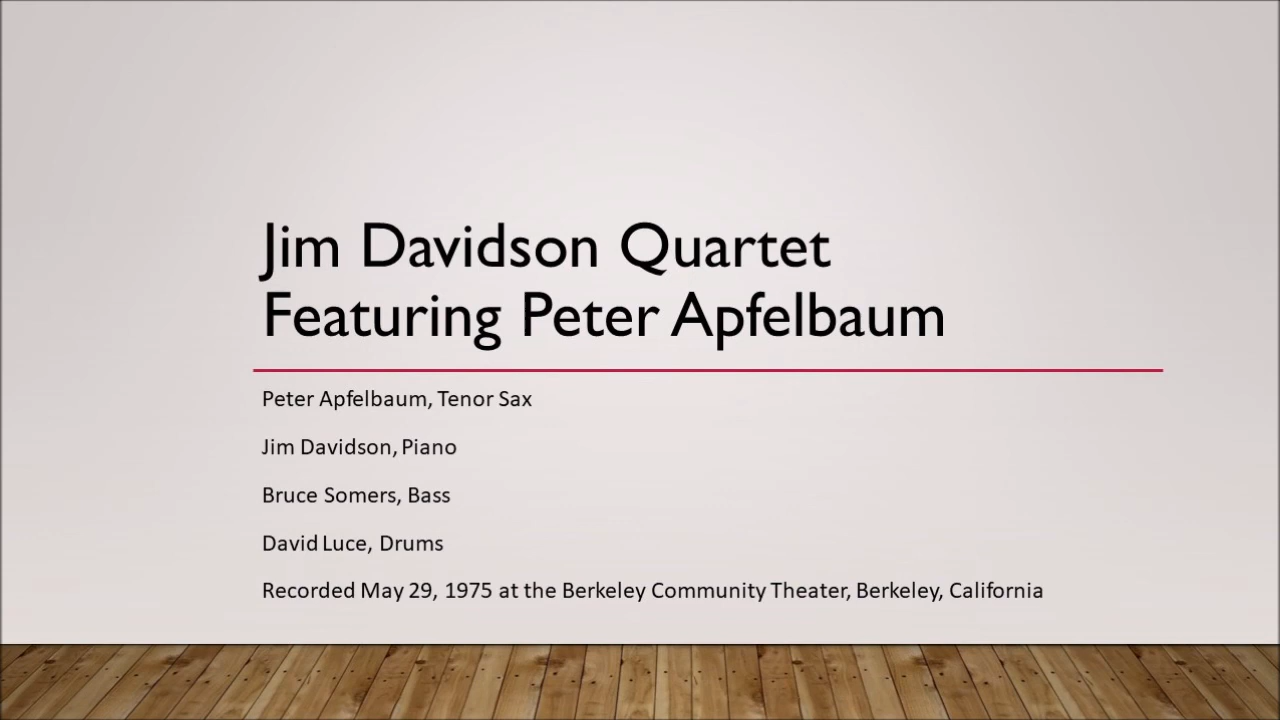 Jim Davidson Quartet
Featuring Peter Apfelbaum
Peter Apfelbaum, Tenor Sax
Jim Davidson, Piano
Bruce Somers, Bass
David Luce, Drums
Recorded May 29, 1975 at the Berkeley Community Theater, Berkeley, California